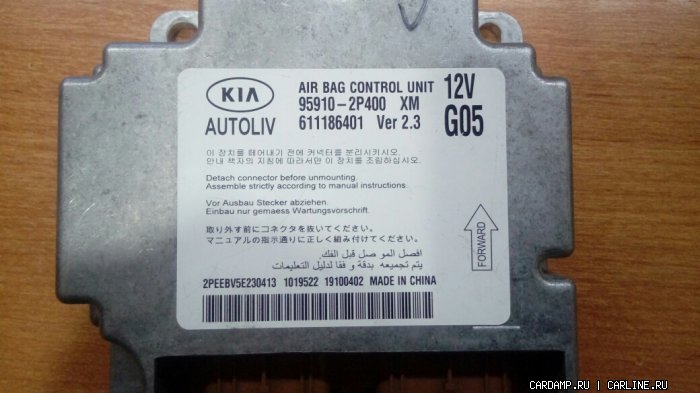 KIA
AUTOLIV
AIR BAG CONTROL UNIT
95910-2P400 XM
611186401 Ver 2.3
12V
G05
이 장치를 떼어내기 전에 커넥터를 분리시키시오.
안내 책자의 지침에 따라서만 이 장치를 조립하십시오.
Detach connector before unmounting.
Assemble strictly according to manual instructions.
Vor Ausbau Stecker abziehen.
Einbau nur gemaess Wartungsvorschrift.
取り外す前にコネクタを抜いてください。
マニュアルの指示通りに正しく組み付けてください。
افصل الموصل قبل الفك.
يتم تجميعه بدقة و فقا لدليل التعليمات
FORWARD
2PEEBV5E230413 1019522 19100402 MADE IN CHINA
CARDAMP.RU | CARLINE.RU